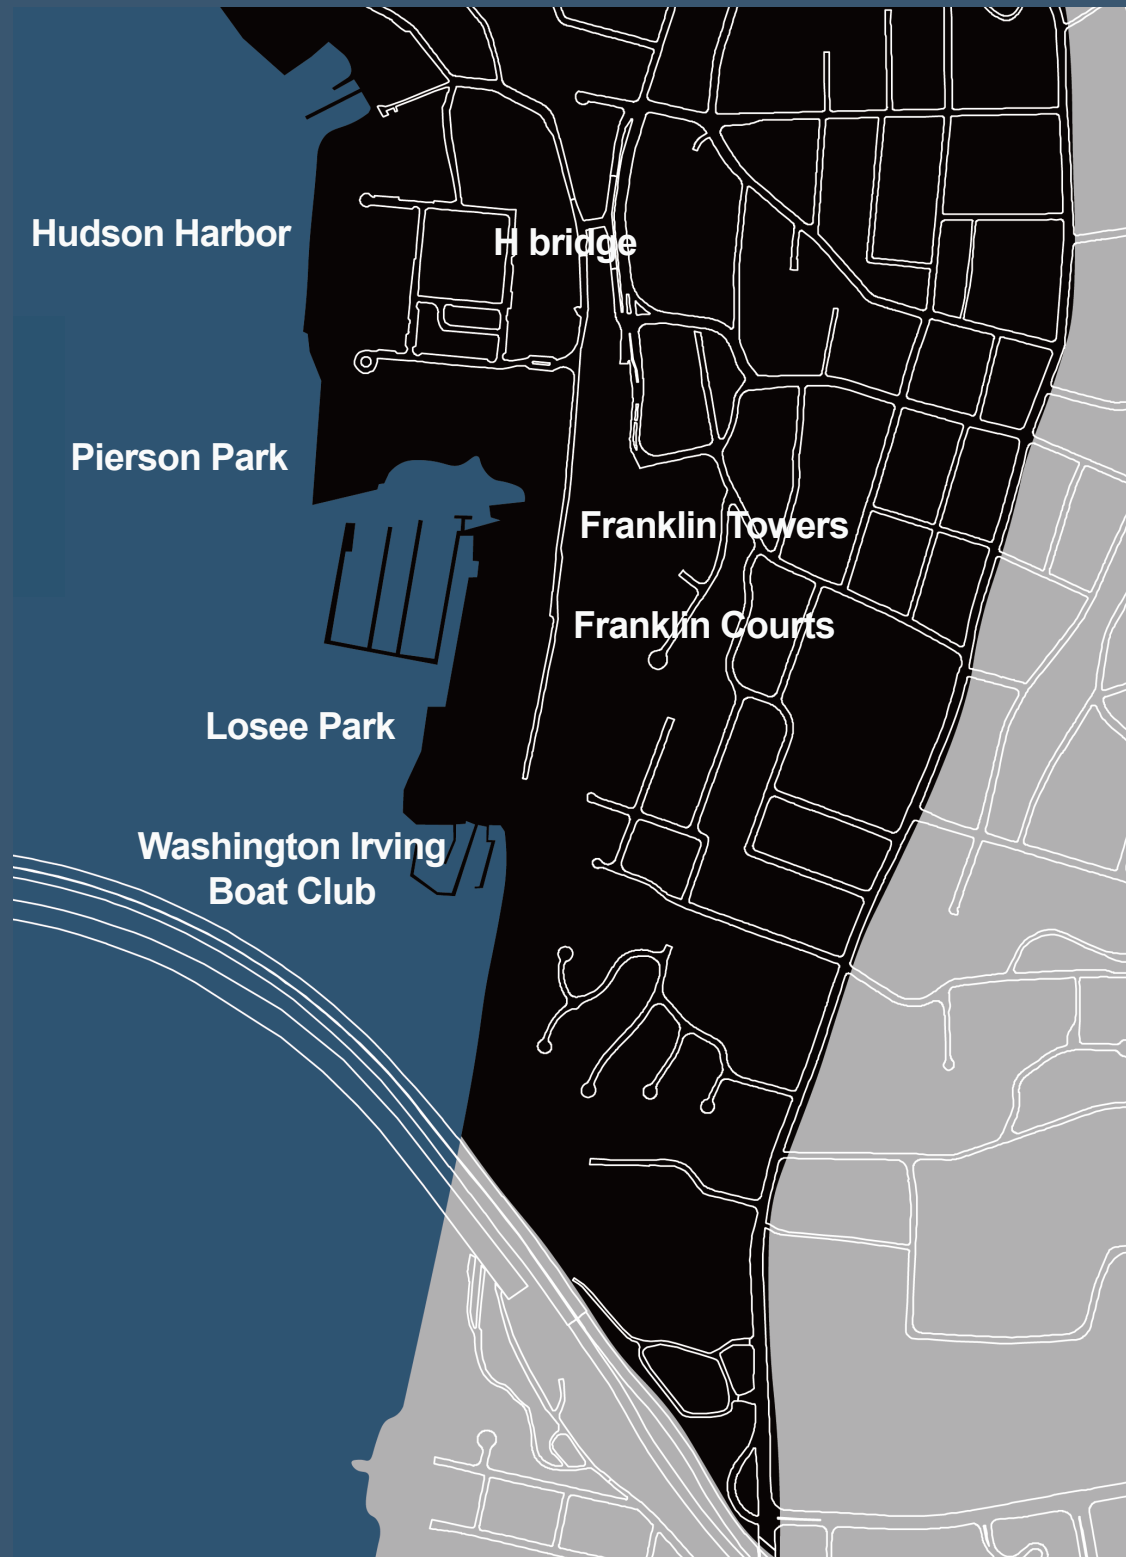 Hudson Harbor
H bridge
Pierson Park
Franklin Towers
Franklin Courts
Losee Park
Washington Irving
Boat Club